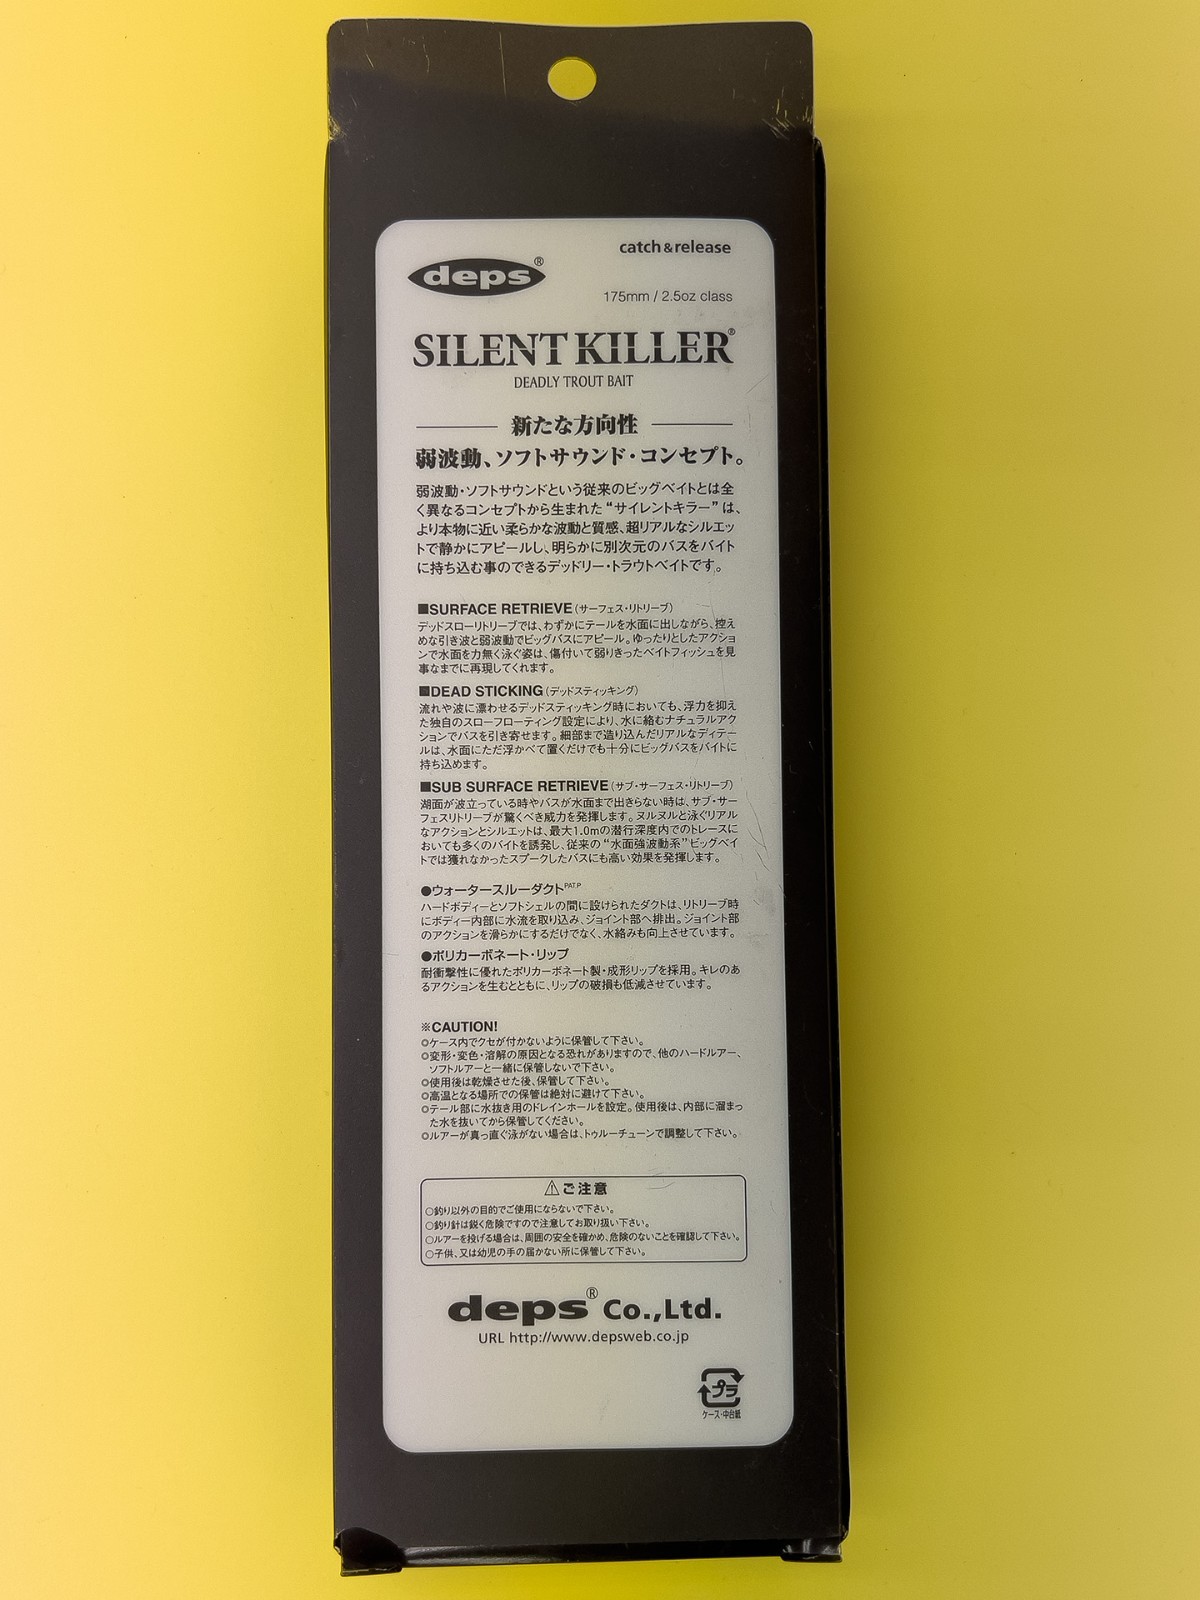 catch&release
deps®
175mm / 2.5oz class
SILENT KILLER®
DEADLY TROUT BAIT
新たな方向性
弱波動、ソフトサウンド・コンセプト。
弱波動・ソフトサウンドという従来のビッグベイトとは全
く異なるコンセプトから生まれた“サイレントキラー”は、
より本物に近い柔らかな波動と質感、超リアルなシルエッ
トで静かにアピールし、明らかに別次元のバスをバイト
に持ち込む事のできるデッドリー・トラウトベイトです。
■SURFACE RETRIEVE(サーフェス・リトリーブ)
デッドスローリトリーブでは、わずかにテールを水面に出しながら、控え
めな引き波と弱波動でビッグバスにアピール。ゆったりとしたアクショ
ンで水面を力無く泳ぐ姿は、傷付いて弱りきったベイトフィッシュを見
事なまでに再現してくれます。
■DEAD STICKING(デッドスティッキング)
流れや波に漂わせるデッドスティッキング時においても、浮力を抑え
た独自のスローフローティング設定により、水に絡むナチュラルアク
ションでバスを引き寄せます。細部まで造り込んだリアルなディテー
ルは、水面にただ浮かべて置くだけでも十分にビッグバスをバイトに
持ち込めます。
■SUB SURFACE RETRIEVE(サブ・サーフェス・リトリーブ)
湖面が波立っている時やバスが水面まで出きらない時は、サブ・サー
フェスリトリーブが驚くべき威力を発揮します。ヌルヌルと泳ぐリアル
なアクションとシルエットは、最大1.0mの潜行深度内でのトレースに
おいても多くのバイトを誘発し、従来の“水面強波動系”ビッグベイ
トでは獲れなかったスプークしたバスにも高い効果を発揮します。
●ウォータースルーダクトPAT.P
ハードボディーとソフトシェルの間に設けられたダクトは、リトリーブ時
にボディー内部に水流を取り込み、ジョイント部へ排出。ジョイント部
のアクションを滑らかにするだけでなく、水絡みも向上させています。
●ポリカーボネート・リップ
耐衝撃性に優れたポリカーボネート製・成形リップを採用。キレのあ
るアクションを生むとともに、リップの破損も低減させています。
※CAUTION!
◎ケース内でクセが付かないように保管して下さい。
◎変形・変色・溶解の原因となる恐れがありますので、他のハードルアー、
ソフトルアーと一緒に保管しないで下さい。
◎使用後は乾燥させた後、保管して下さい。
◎高温となる場所での保管は絶対に避けて下さい。
◎テール部に水抜き用のドレインホールを設定。使用後は、内部に溜まっ
た水を抜いてから保管してください。
◎ルアーが真っ直ぐ泳がない場合は、トゥルーチューンで調整して下さい。
⚠ご注意
○釣り以外の目的でご使用にならないで下さい。
○釣り針は鋭く危険ですので注意してお取り扱い下さい。
○ルアーを投げる場合は、周囲の安全を確かめ、危険のないことを確認して下さい。
○子供、又は幼児の手の届かない所に保管して下さい。
deps® Co.,Ltd.
URL http://www.depsweb.co.jp
プラ
ケース・中台紙